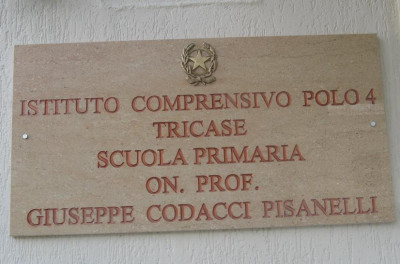 ISTITUTO COMPRENSIVO POLO 4
TRICASE
SCUOLA PRIMARIA
ON. PROF.
GIUSEPPE CODACCI PISANELLI